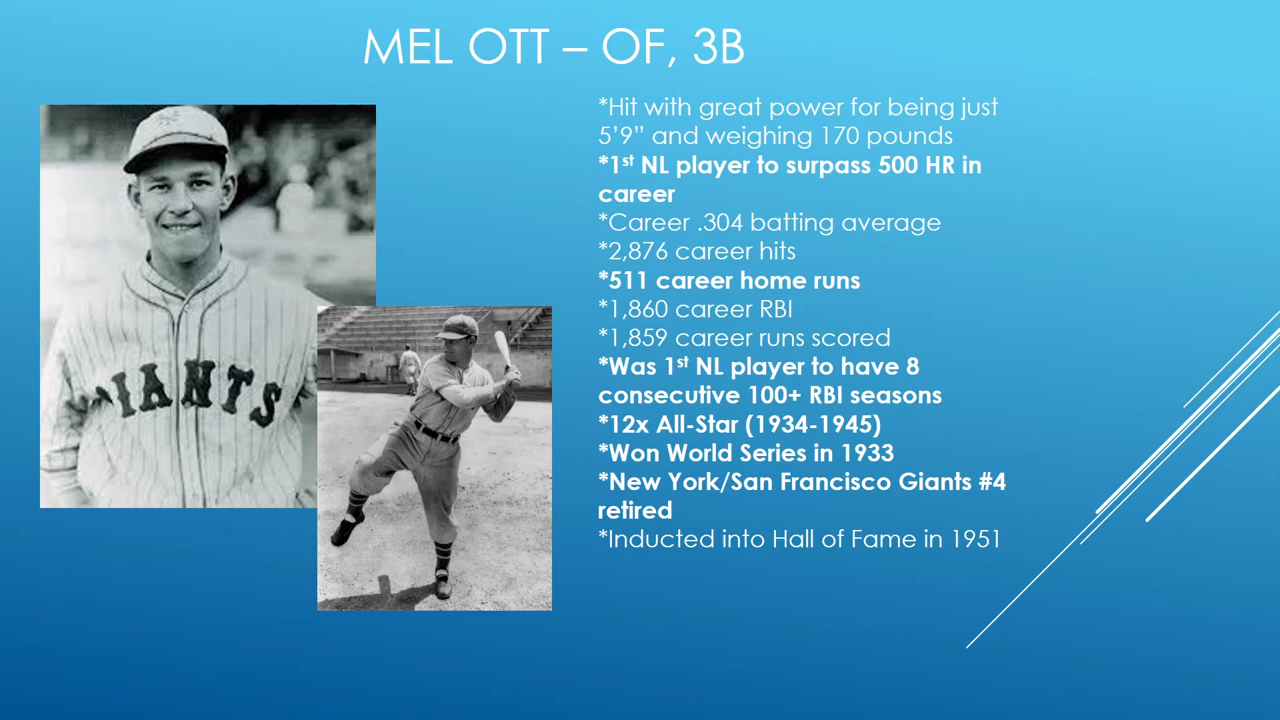 MEL OTT – OF, 3B
*Hit with great power for being just
5’9” and weighing 170 pounds
*1st NL player to surpass 500 HR in
career
*Career .304 batting average
*2,876 career hits
*511 career home runs
*1,860 career RBI
*1,859 career runs scored
*Was 1st NL player to have 8
consecutive 100+ RBI seasons
*12x All-Star (1934-1945)
*Won World Series in 1933
*New York/San Francisco Giants #4
retired
*Inducted into Hall of Fame in 1951
NY
GIANTS